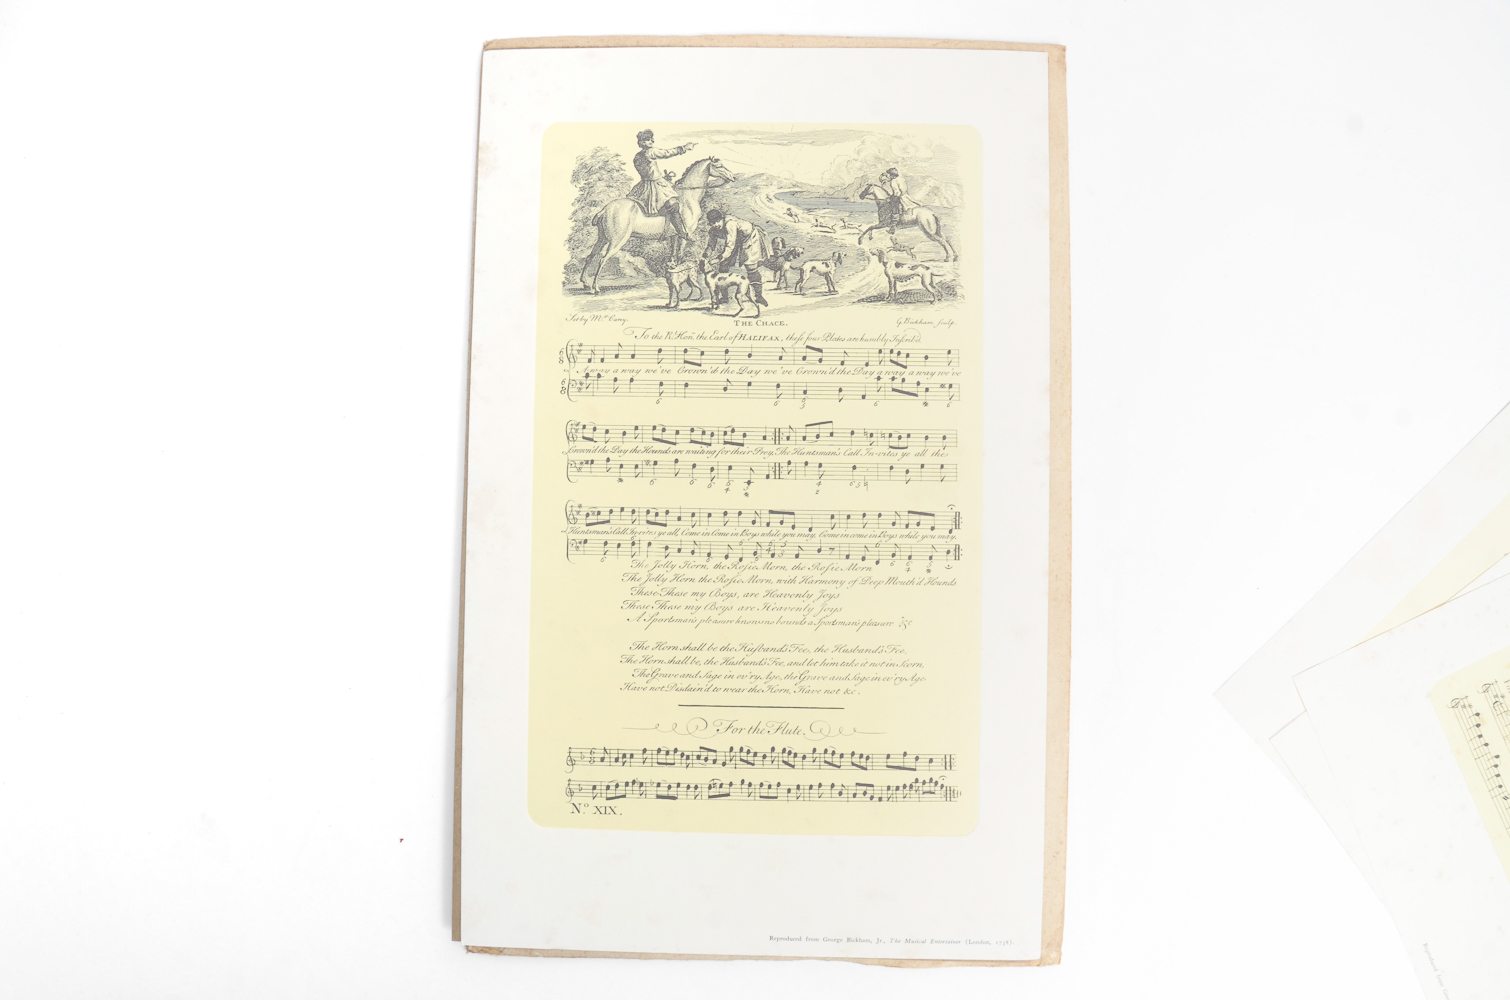 Set by Mr. Carey.
G. Bickham, sculp.
THE CHACE.
To the Rt. Honble. the Earl of HALIFAX, these four Plates are humbly Inscrib'd.
A way a way we've Crown'd the Day we've Crown'd the Day a way a way we've
Crown'd the Day the Hounds are waiting for their Prey, The Huntsman's Call In-vites ye all the
Huntsman's Call In-vites ye all, Come in Come in Boys while you may, Come in come in Boys while you may.
The Jolly Horn, the Rosie Morn, the Rosie Morn
The Jolly Horn the Rosie Morn, with Harmony of Deep Mouth'd Hounds
These These my Boys, are Heavenly Joys
These These my Boys are Heavenly Joys
A Sportsman's pleasure knows no bounds a Sportsman's pleasure &c
The Horn shall be the Husband's Fee, the Husband's Fee,
The Horn shall be, the Husband's Fee, and let him take it not in Scorn,
The Grave and Sage in ev'ry Age, the Grave and Sage in ev'ry Age
Have not Disdain'd to wear the Horn, Have not &c.
For the Flute.
No. XIX.
Reproduced from George Bickham, Jr., The Musical Entertainer (London, 1736).
Reproduced from